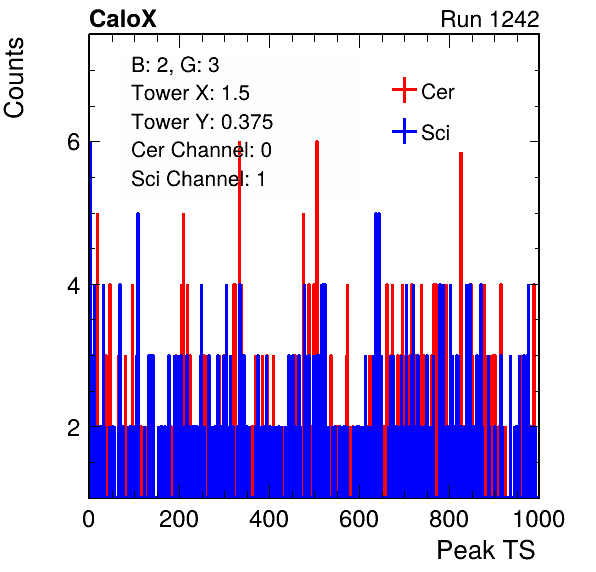 CaloX Run 1242
Counts
B: 2, G: 3
Tower X: 1.5
Tower Y: 0.375
Cer Channel: 0
Sci Channel: 1
Cer
Sci
6
4
2
0 200 400 600 800 1000
Peak TS